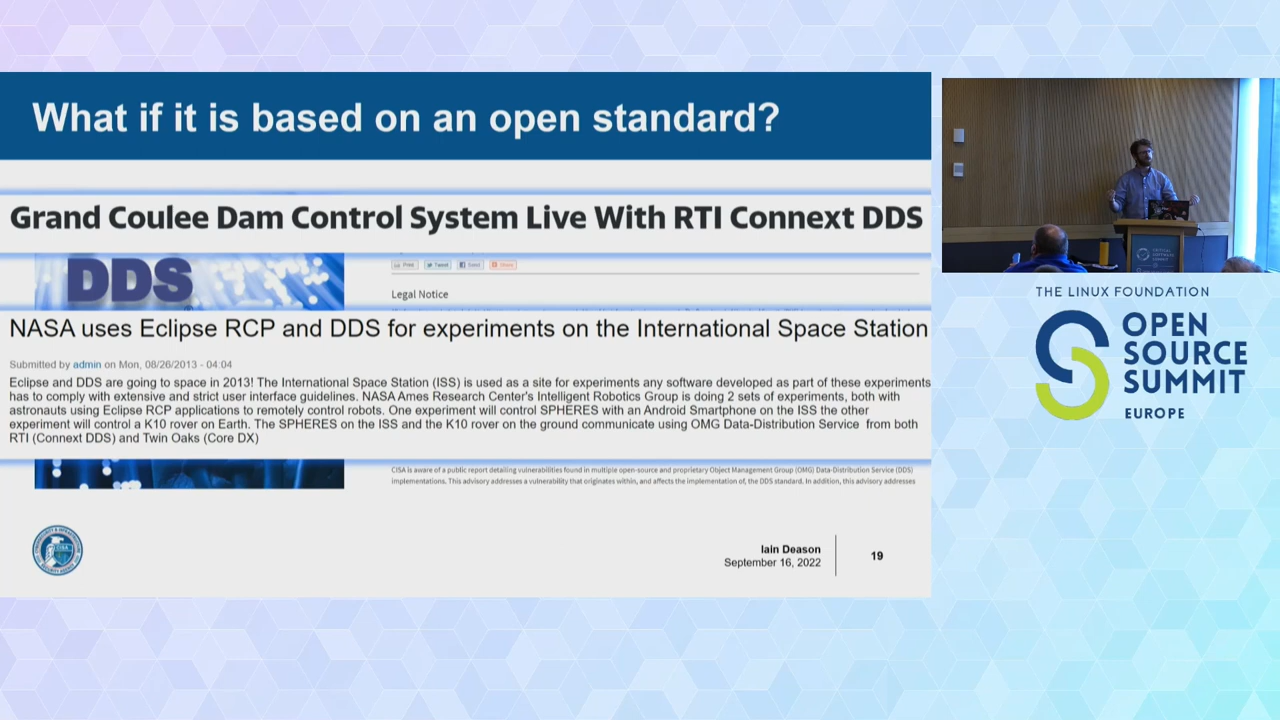 What if it is based on an open standard?
Grand Coulee Dam Control System Live With RTI Connext DDS
DDS
Print Tweet Send Share
Legal Notice
NASA uses Eclipse RCP and DDS for experiments on the International Space Station
Submitted by admin on Mon, 08/26/2013 - 04:04
Eclipse and DDS are going to space in 2013! The International Space Station (ISS) is used as a site for experiments any software developed as part of these experiments
has to comply with extensive and strict user interface guidelines. NASA Ames Research Center's Intelligent Robotics Group is doing 2 sets of experiments, both with
astronauts using Eclipse RCP applications to remotely control robots. One experiment will control SPHERES with an Android Smartphone on the ISS the other
experiment will control a K10 rover on Earth. The SPHERES on the ISS and the K10 rover on the ground communicate using OMG Data-Distribution Service from both
RTI (Connext DDS) and Twin Oaks (Core DX)
CISA is aware of a public report detailing vulnerabilities found in multiple open-source and proprietary Object Management Group (OMG) Data-Distribution Service (DDS)
implementations. This advisory addresses a vulnerability that originates within, and affects the implementation of, the DDS standard. In addition, this advisory addresses
CISA
Iain Deason
September 16, 2022
19
THE LINUX FOUNDATION
OPEN
SOURCE
SUMMIT
EUROPE